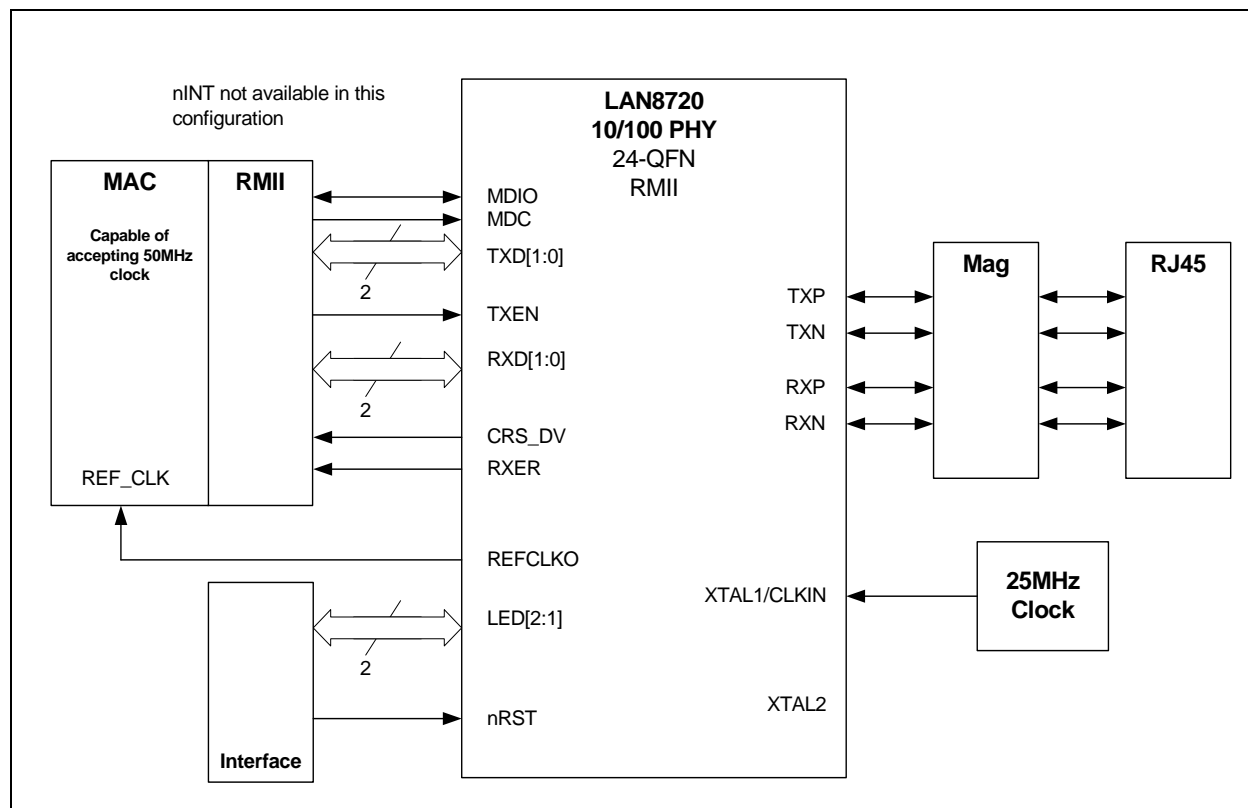 nINT not available in this
configuration
LAN8720
10/100 PHY
24-QFN
RMII
MAC
RMII
Capable of
accepting 50MHz
clock
REF_CLK
MDIO
MDC
TXD[1:0]
2
TXEN
RXD[1:0]
2
CRS_DV
RXER
REFCLKO
LED[2:1]
2
nRST
Interface
TXP
TXN
RXP
RXN
Mag
RJ45
XTAL1/CLKIN
25MHz
Clock
XTAL2